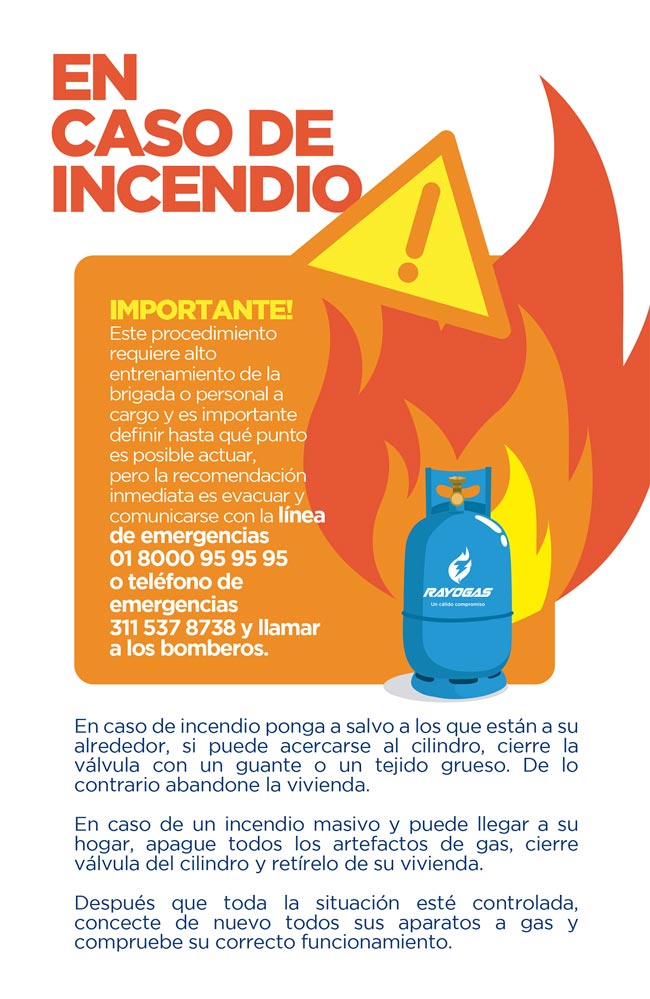 EN
CASO DE
INCENDIO
IMPORTANTE!
Este procedimiento
requiere alto
entrenamiento de la
brigada o personal a
cargo y es importante
definir hasta qué punto
es posible actuar,
pero la recomendación
inmediata es evacuar y
comunicarse con la línea
de emergencias
01 8000 95 95 95
o teléfono de
emergencias
311 537 8738 y llamar
a los bomberos.
RAYOGAS
Un cálido compromiso
En caso de incendio ponga a salvo a los que están a su
alrededor, si puede acercarse al cilindro, cierre la
válvula con un guante o un tejido grueso. De lo
contrario abandone la vivienda.
En caso de un incendio masivo y puede llegar a su
hogar, apague todos los artefactos de gas, cierre
válvula del cilindro y retírelo de su vivienda.
Después que toda la situación esté controlada,
concecte de nuevo todos sus aparatos a gas y
compruebe su correcto funcionamiento.